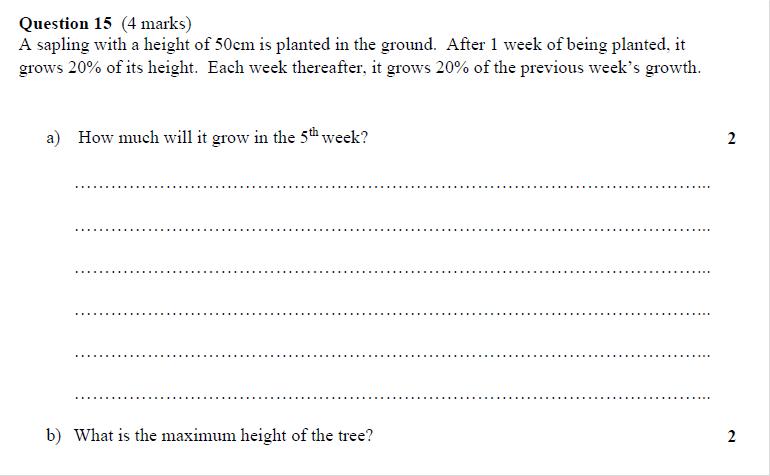 Question 15 (4 marks)
A sapling with a height of 50cm is planted in the ground. After 1 week of being planted, it
grows 20% of its height. Each week thereafter, it grows 20% of the previous week's growth.
a) How much will it grow in the 5th week? 2
b) What is the maximum height of the tree? 2